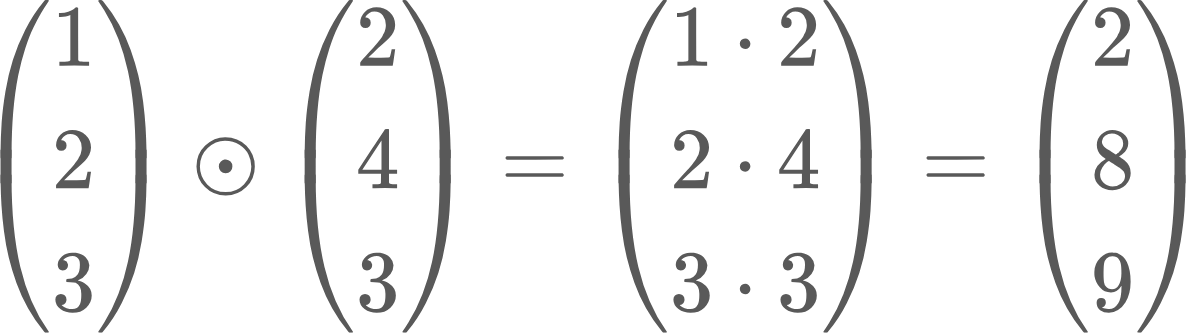 1 2 1 · 2 2
2 ⊙ 4 = 2 · 4 = 8
3 3 3 · 3 9